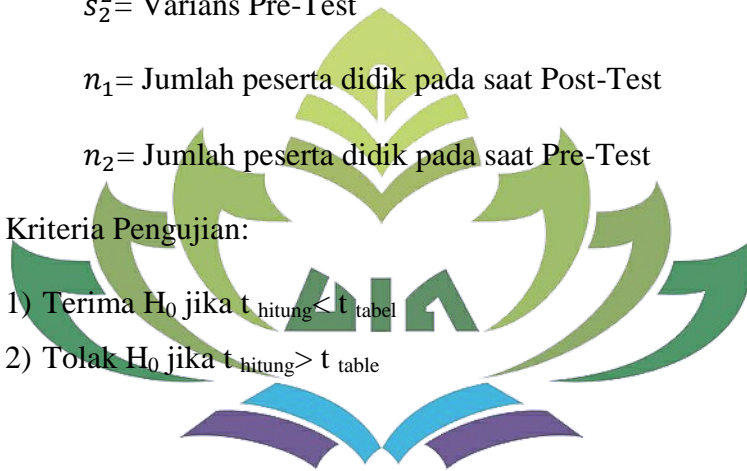 s₂²= Varians Pre-Test
n₁= Jumlah peserta didik pada saat Post-Test
n₂= Jumlah peserta didik pada saat Pre-Test
Kriteria Pengujian:
1) Terima H₀ jika t hitung< t tabel
2) Tolak H₀ jika t hitung> t table